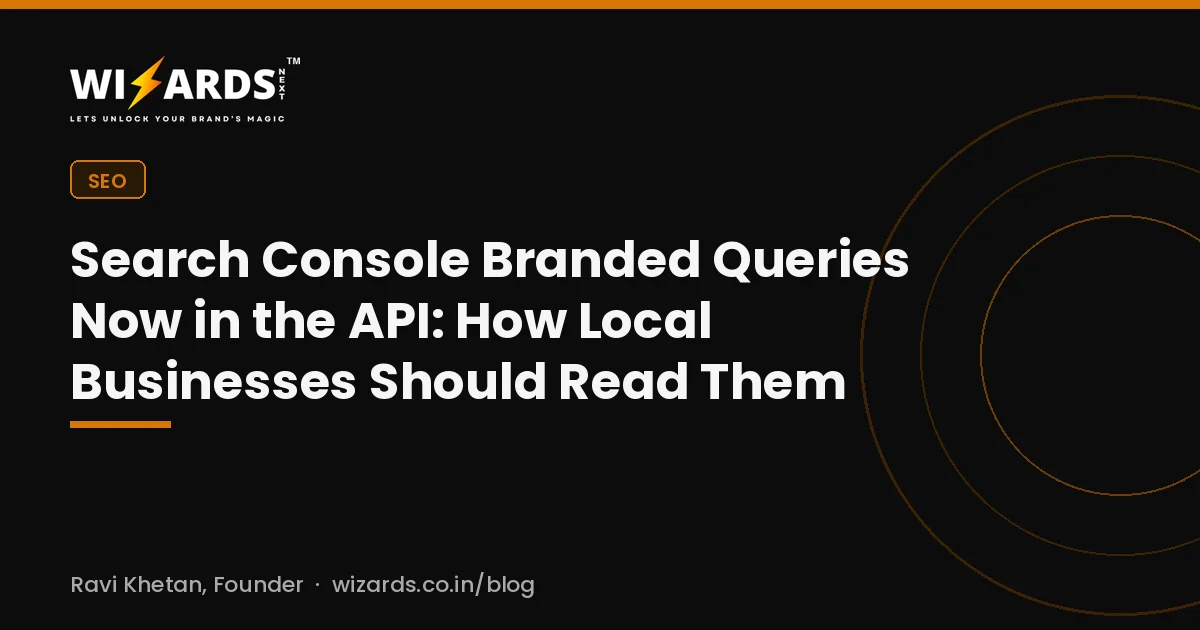 WIZARDS NEXT TM
LETS UNLOCK YOUR BRAND'S MAGIC
SEO
Search Console Branded Queries
Now in the API: How Local
Businesses Should Read Them
Ravi Khetan, Founder · wizards.co.in/blog